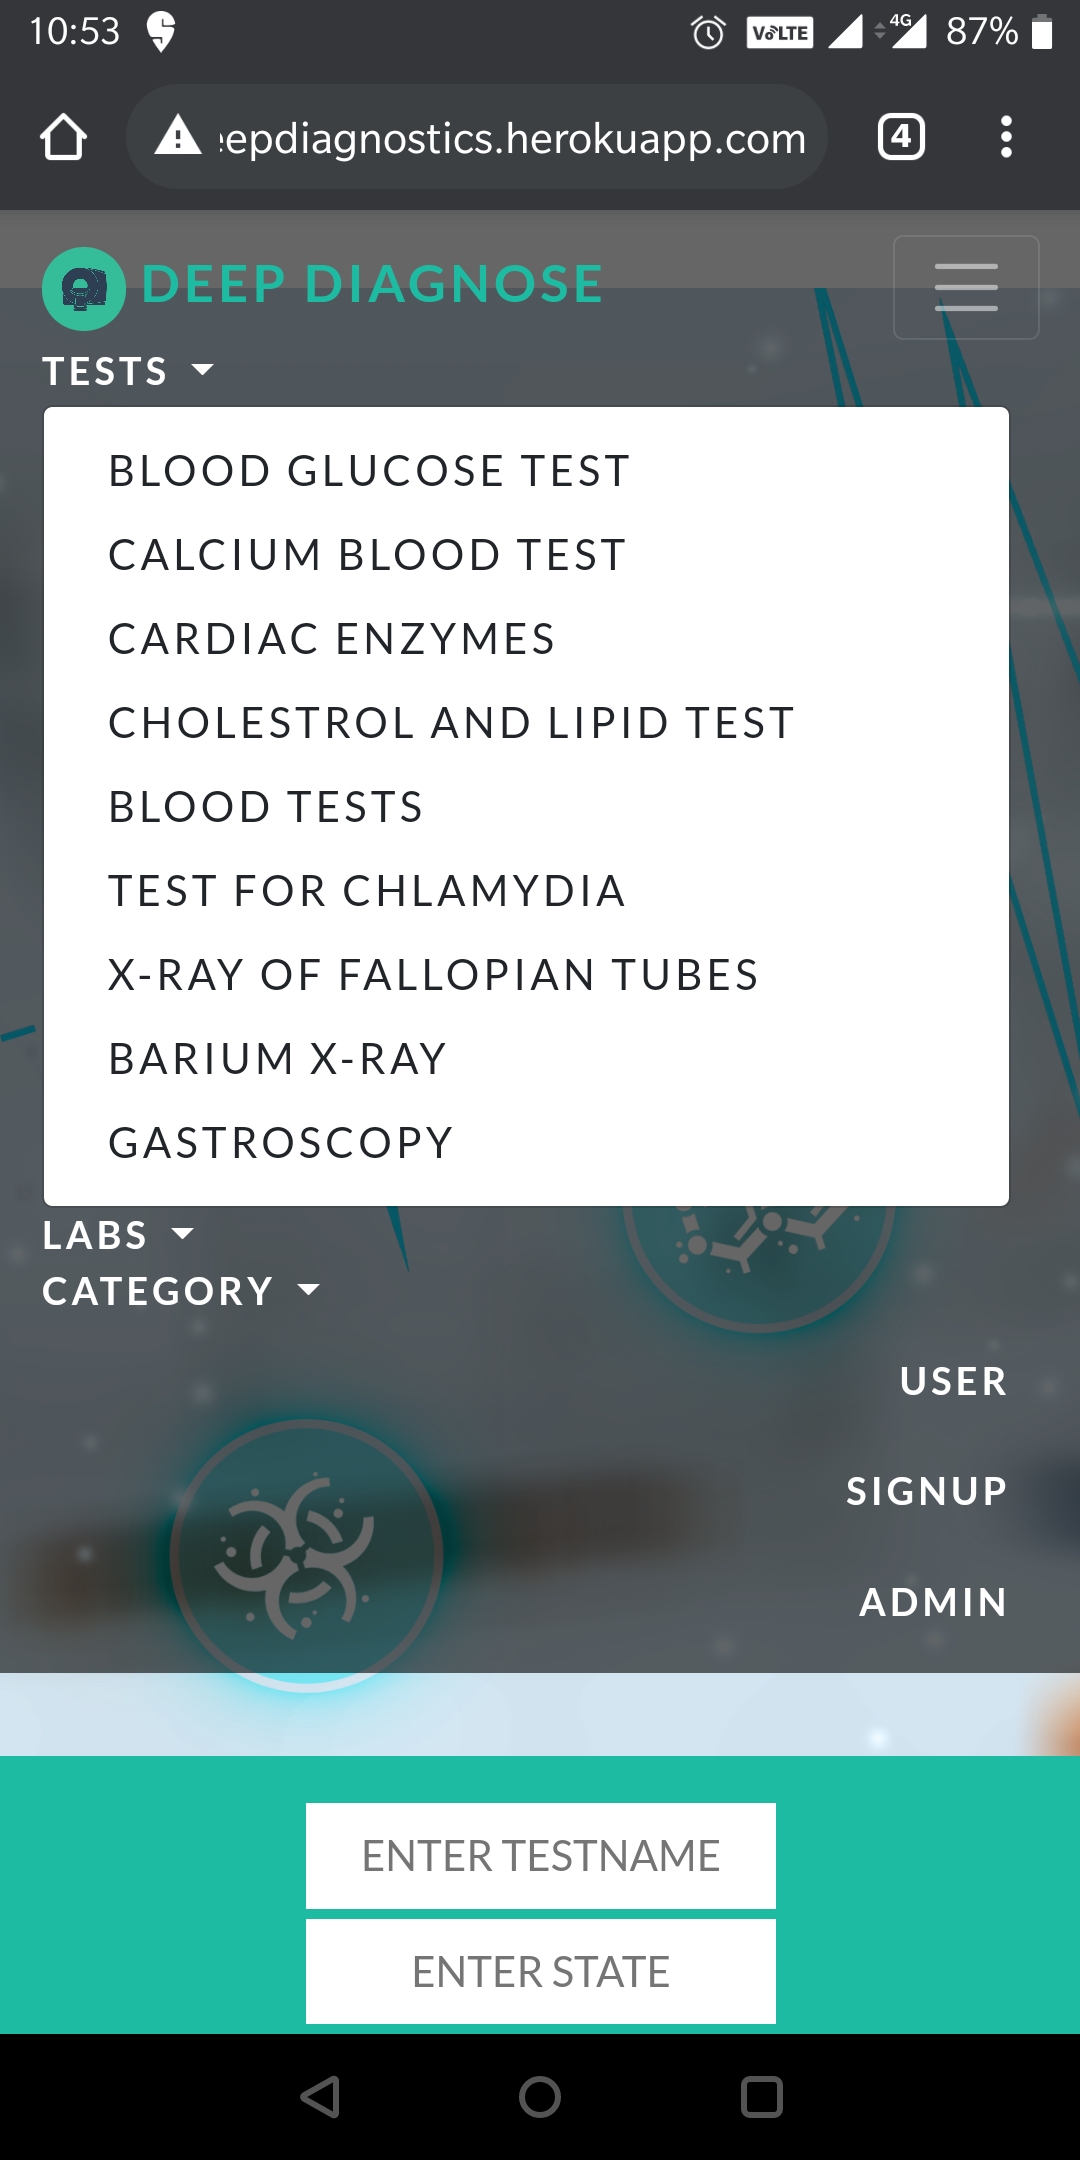 10:53
VoLTE
4G
87%
eepdiagnostics.herokuapp.com
4
DEEP DIAGNOSE
TESTS
BLOOD GLUCOSE TEST
CALCIUM BLOOD TEST
CARDIAC ENZYMES
CHOLESTROL AND LIPID TEST
BLOOD TESTS
TEST FOR CHLAMYDIA
X-RAY OF FALLOPIAN TUBES
BARIUM X-RAY
GASTROSCOPY
LABS
CATEGORY
USER
SIGNUP
ADMIN
ENTER TESTNAME
ENTER STATE